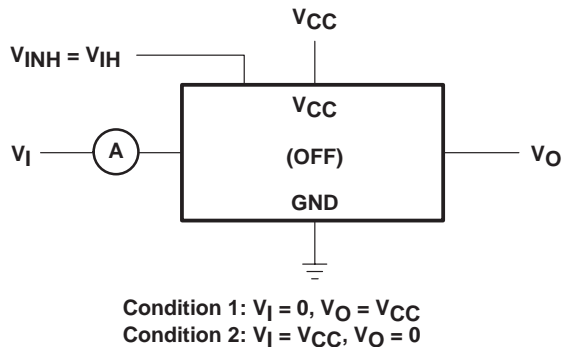 VCC
VINH = VIH
VCC
VI
A
(OFF)
VO
GND
Condition 1: VI = 0, VO = VCC
Condition 2: VI = VCC, VO = 0